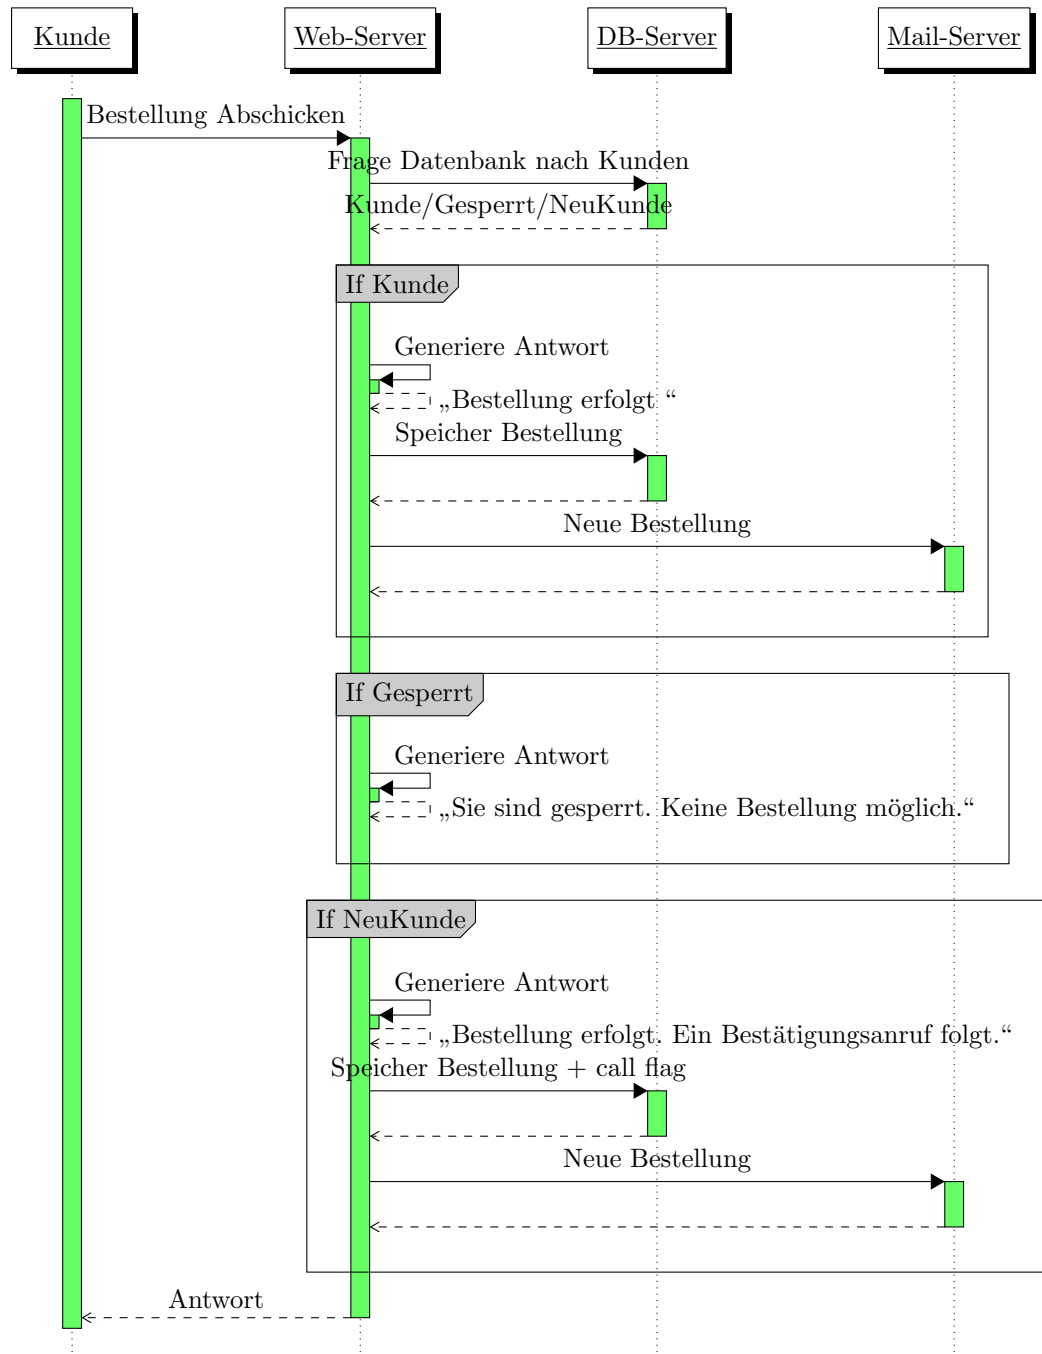 Kunde
Web-Server
DB-Server
Mail-Server
Bestellung Abschicken
Frage Datenbank nach Kunden
Kunde/Gesperrt/NeuKunde
If Kunde
Generiere Antwort
„Bestellung erfolgt “
Speicher Bestellung
Neue Bestellung
If Gesperrt
Generiere Antwort
„Sie sind gesperrt. Keine Bestellung möglich.“
If NeuKunde
Generiere Antwort
„Bestellung erfolgt. Ein Bestätigungsanruf folgt.“
Speicher Bestellung + call flag
Neue Bestellung
Antwort